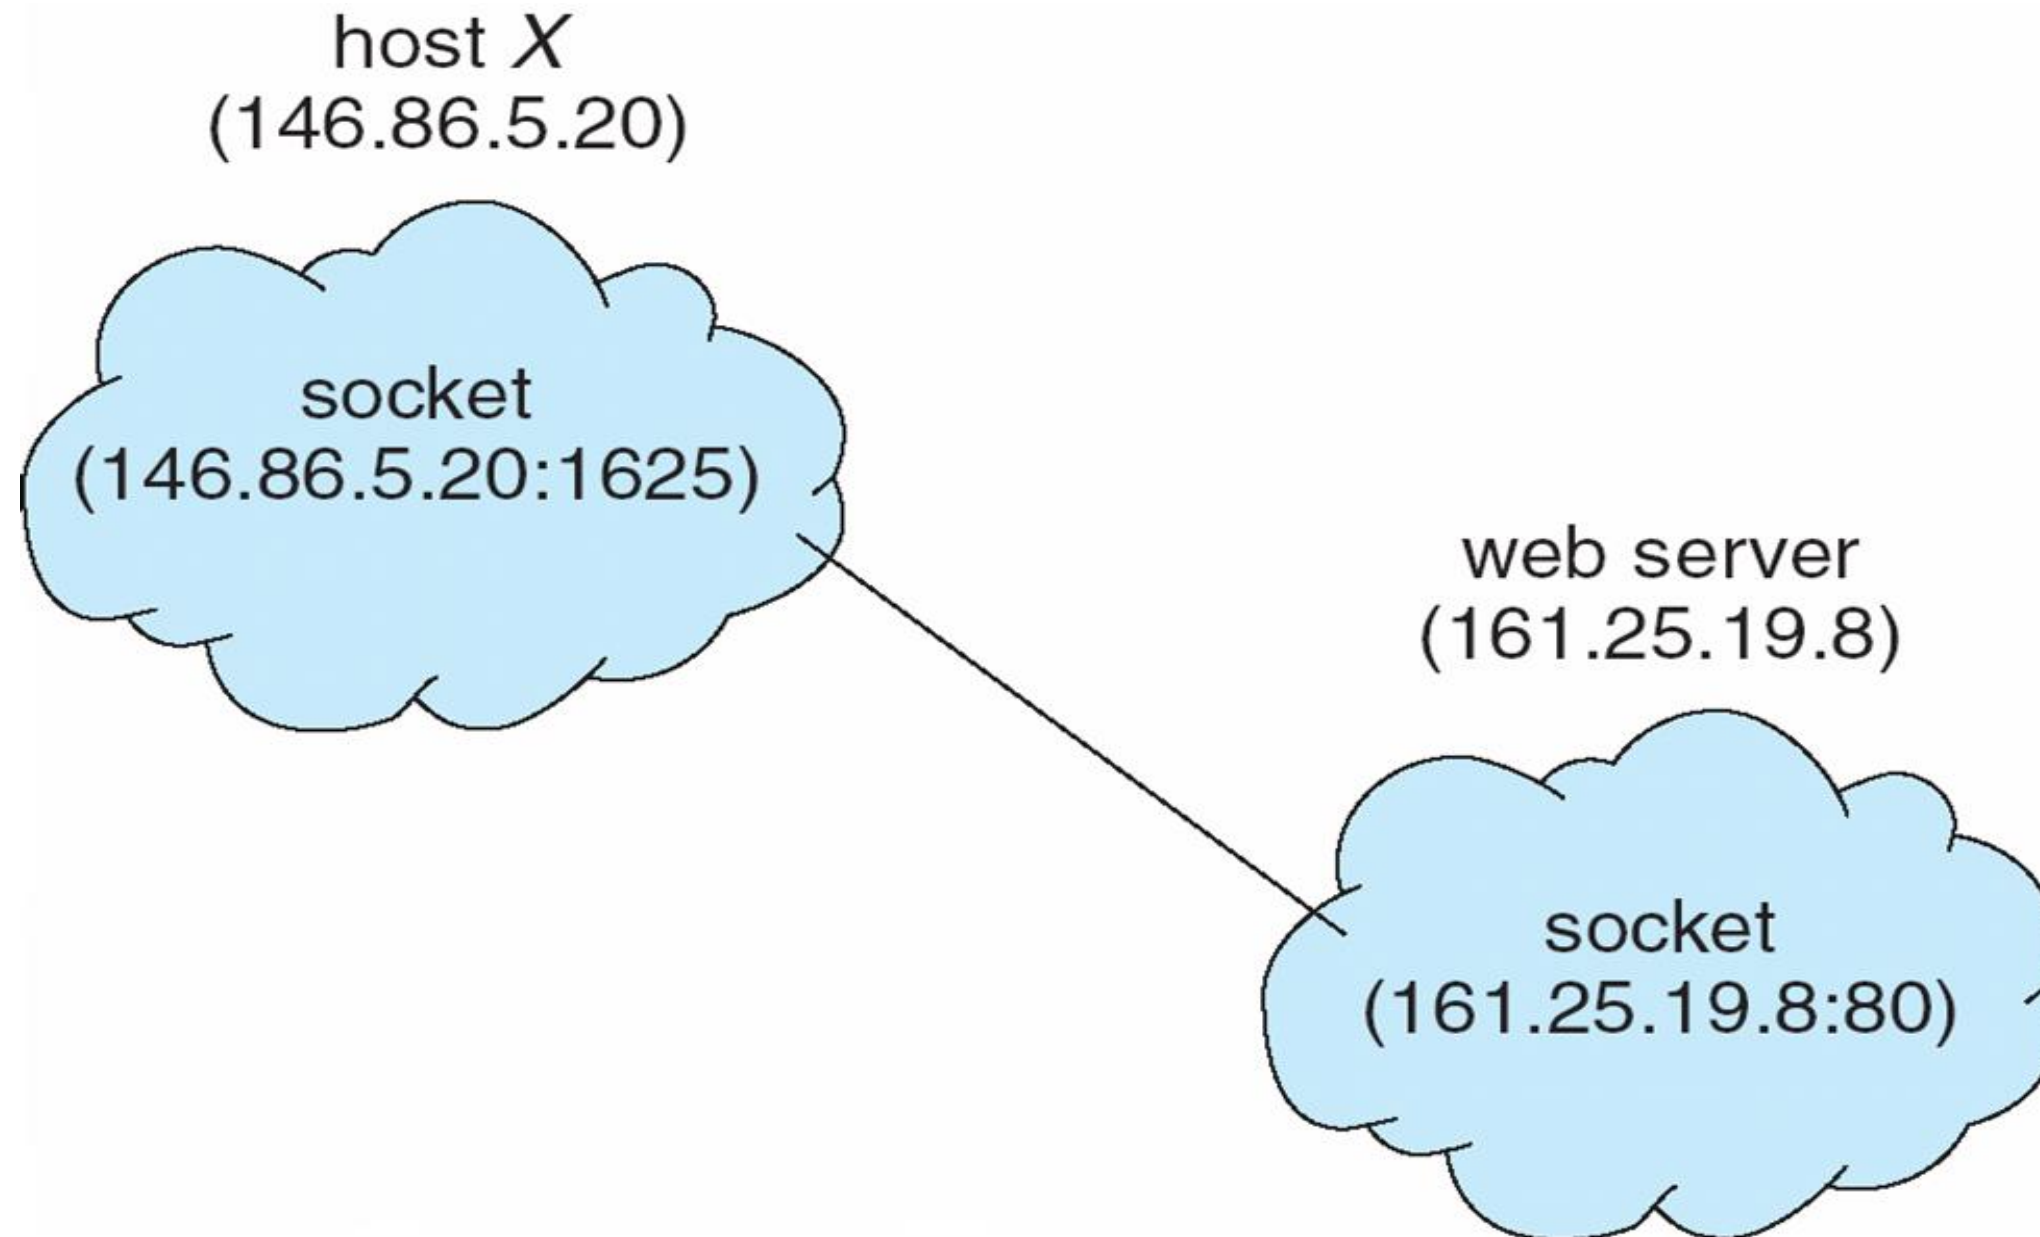 host X
(146.86.5.20)
socket
(146.86.5.20:1625)
web server
(161.25.19.8)
socket
(161.25.19.8:80)